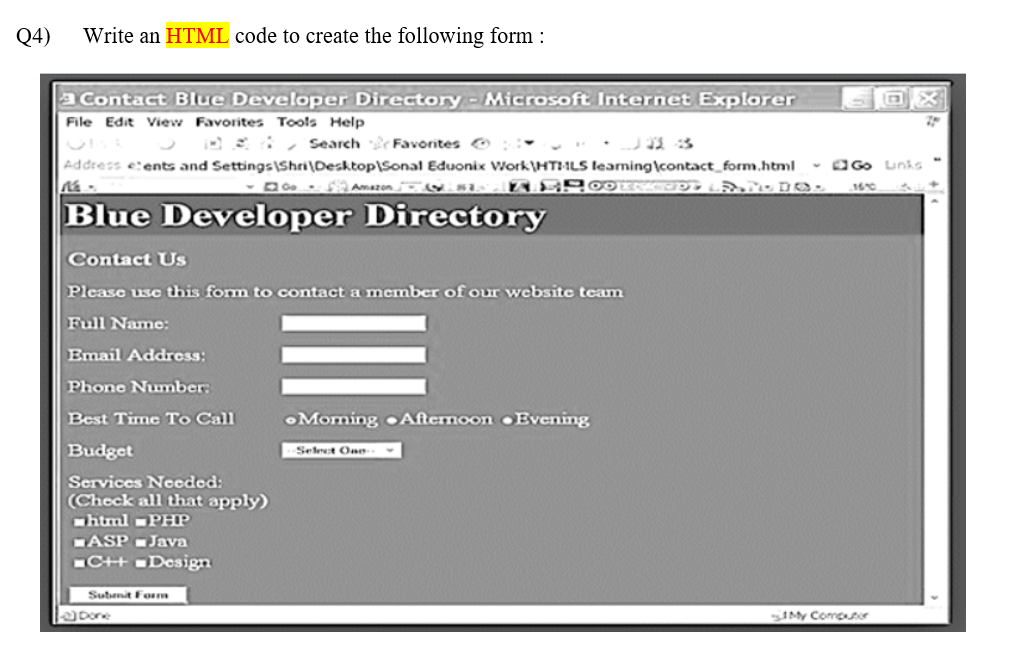 Q4) Write an HTML code to create the following form :
Contact Blue Developer Directory - Microsoft Internet Explorer
File Edit View Favorites Tools Help
Search Favorites
Address ents and Settings\Shri\Desktop\Sonal Eduonix Work\HTML5 learning\contact_form.html Go Links
Go Amazon
Blue Developer Directory
Contact Us
Please use this form to contact a member of our website team
Full Name:
Email Address:
Phone Number:
Best Time To Call Morning Afternoon Evening
Budget --Select One--
Services Needed:
(Check all that apply)
html PHP
ASP Java
C++ Design
Submit Form
Done My Computer